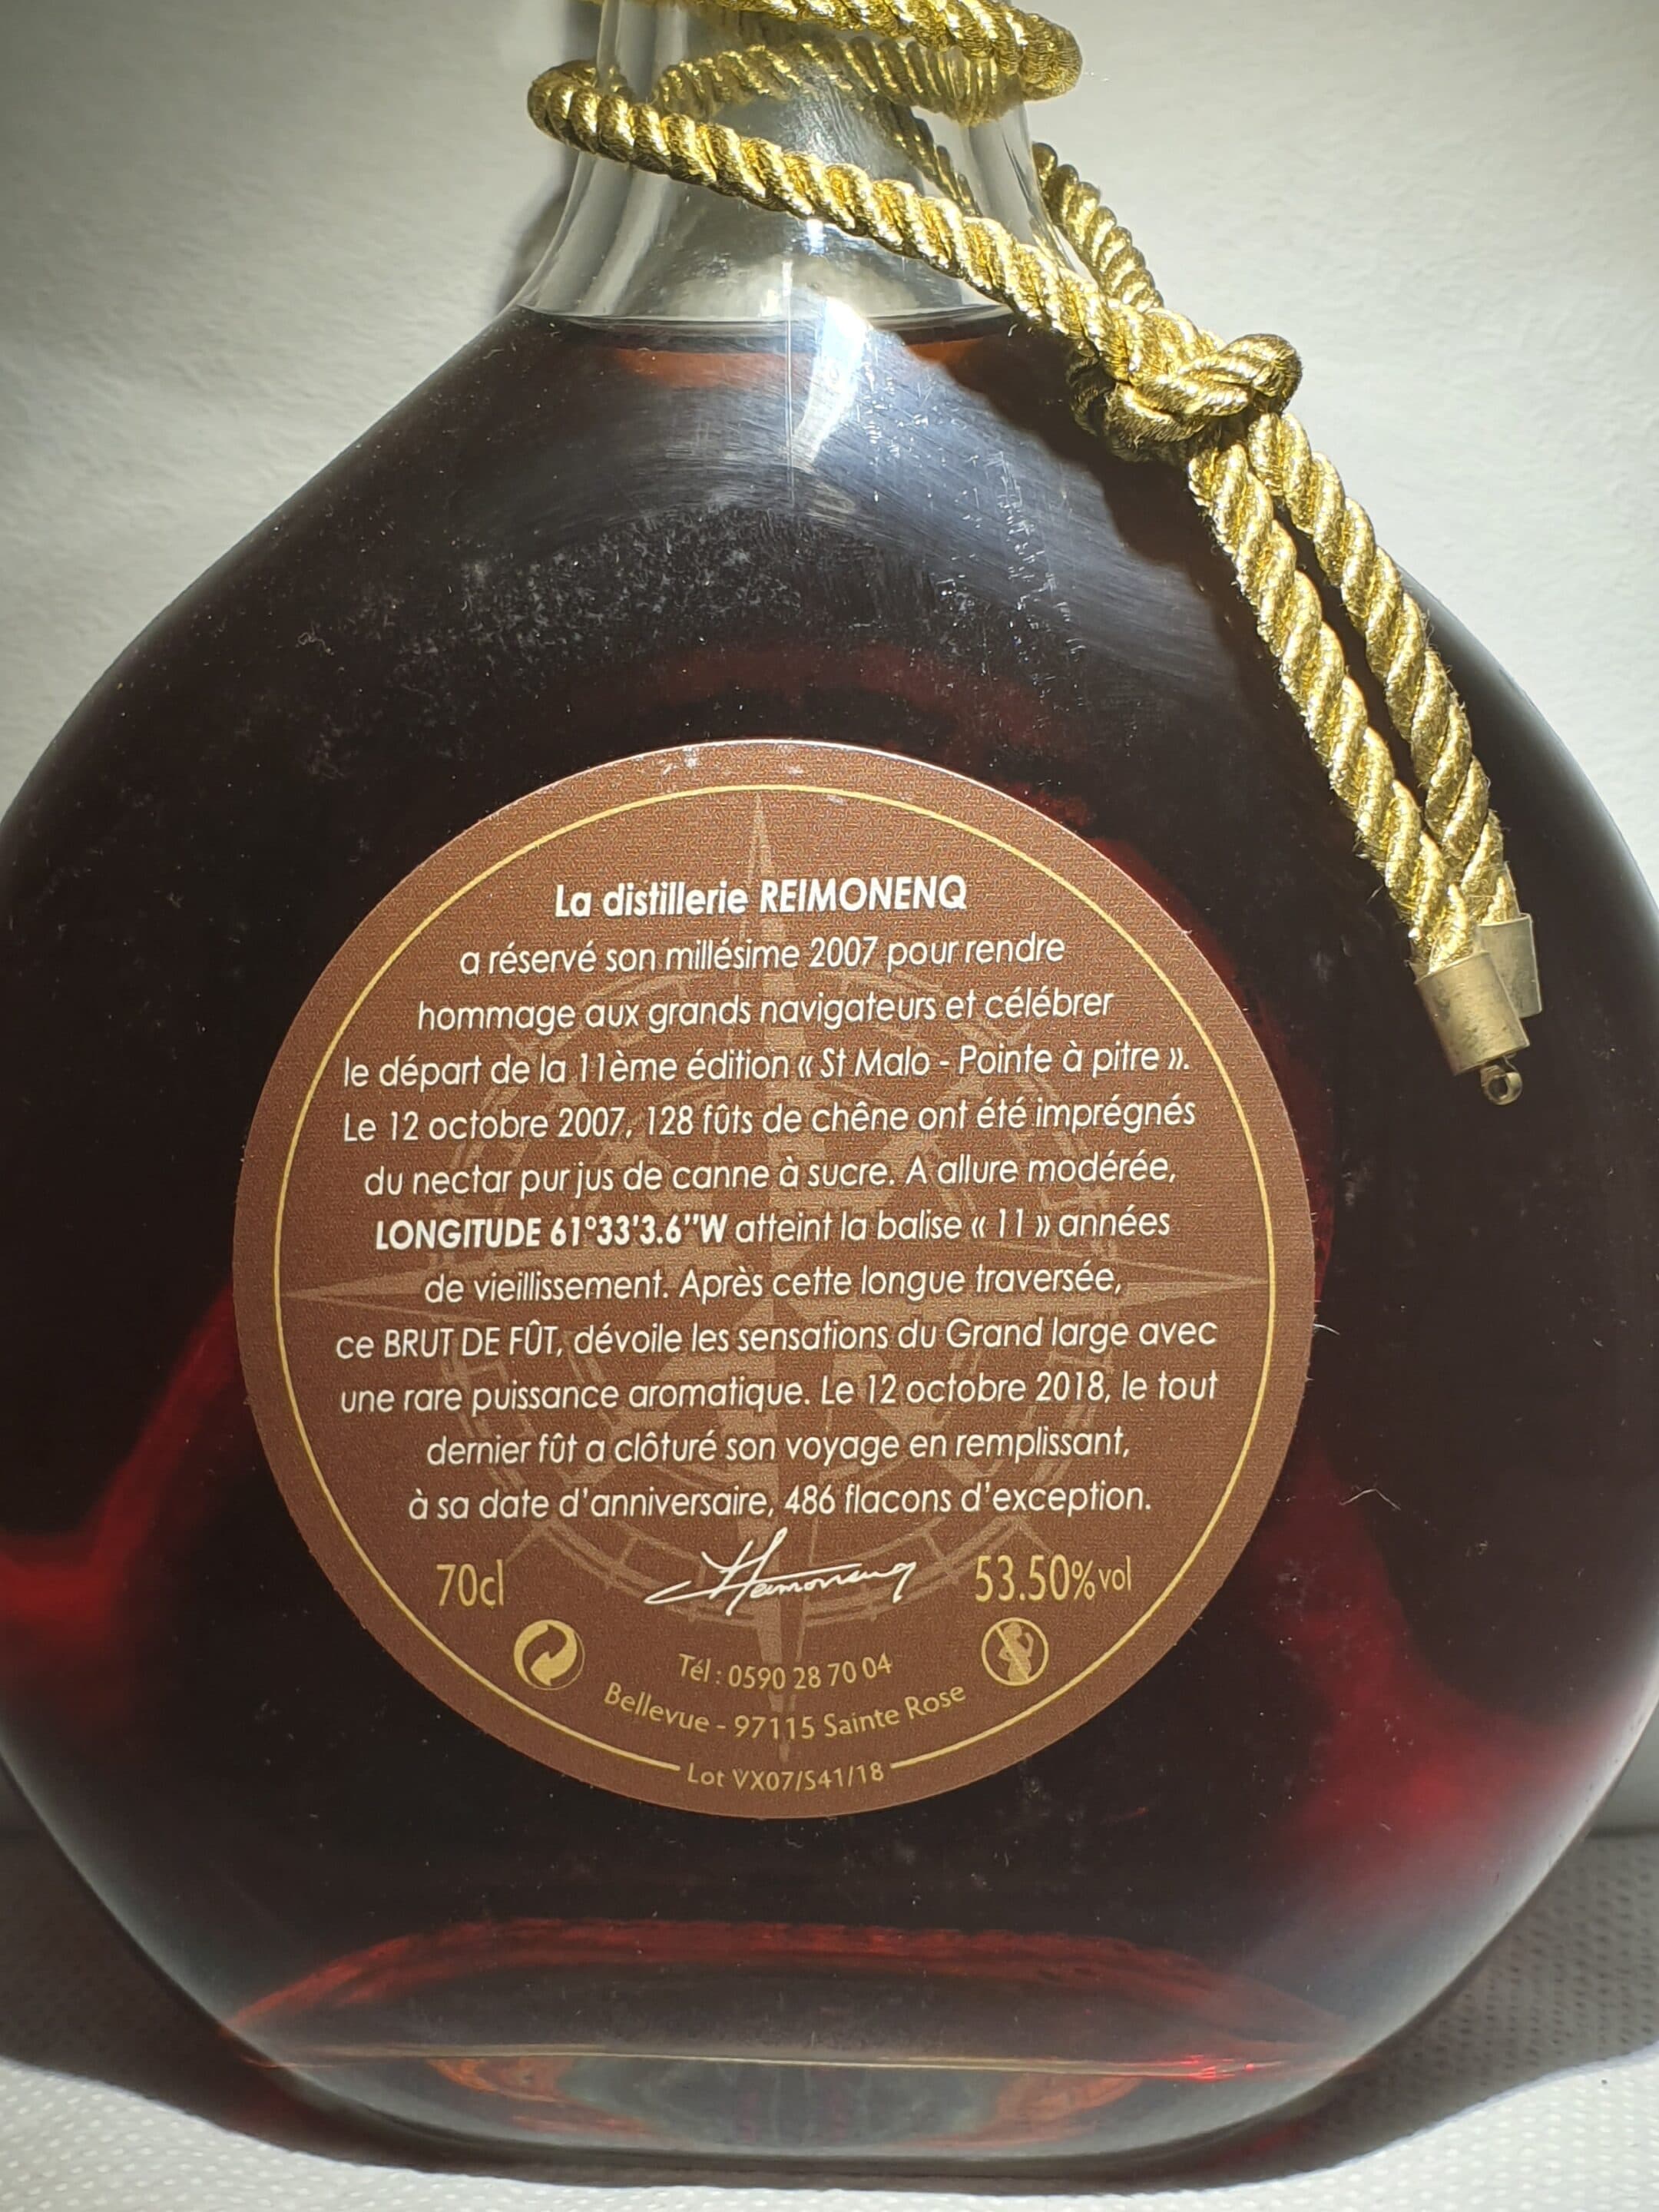 La distillerie REIMONENQ
a réservé son millésime 2007 pour rendre
hommage aux grands navigateurs et célébrer
le départ de la 11ème édition « St Malo - Pointe à pitre ».
Le 12 octobre 2007, 128 fûts de chêne ont été imprégnés
du nectar pur jus de canne à sucre. A allure modérée,
LONGITUDE 61°33'3.6"W atteint la balise « 11 » années
de vieillissement. Après cette longue traversée,
ce BRUT DE FÛT, dévoile les sensations du Grand large avec
une rare puissance aromatique. Le 12 octobre 2018, le tout
dernier fût a clôturé son voyage en remplissant,
à sa date d'anniversaire, 486 flacons d'exception.
70cl Reimonenq 53.50% vol
Tél : 0590 28 70 04
Bellevue - 97115 Sainte Rose
Lot VX07/S41/18